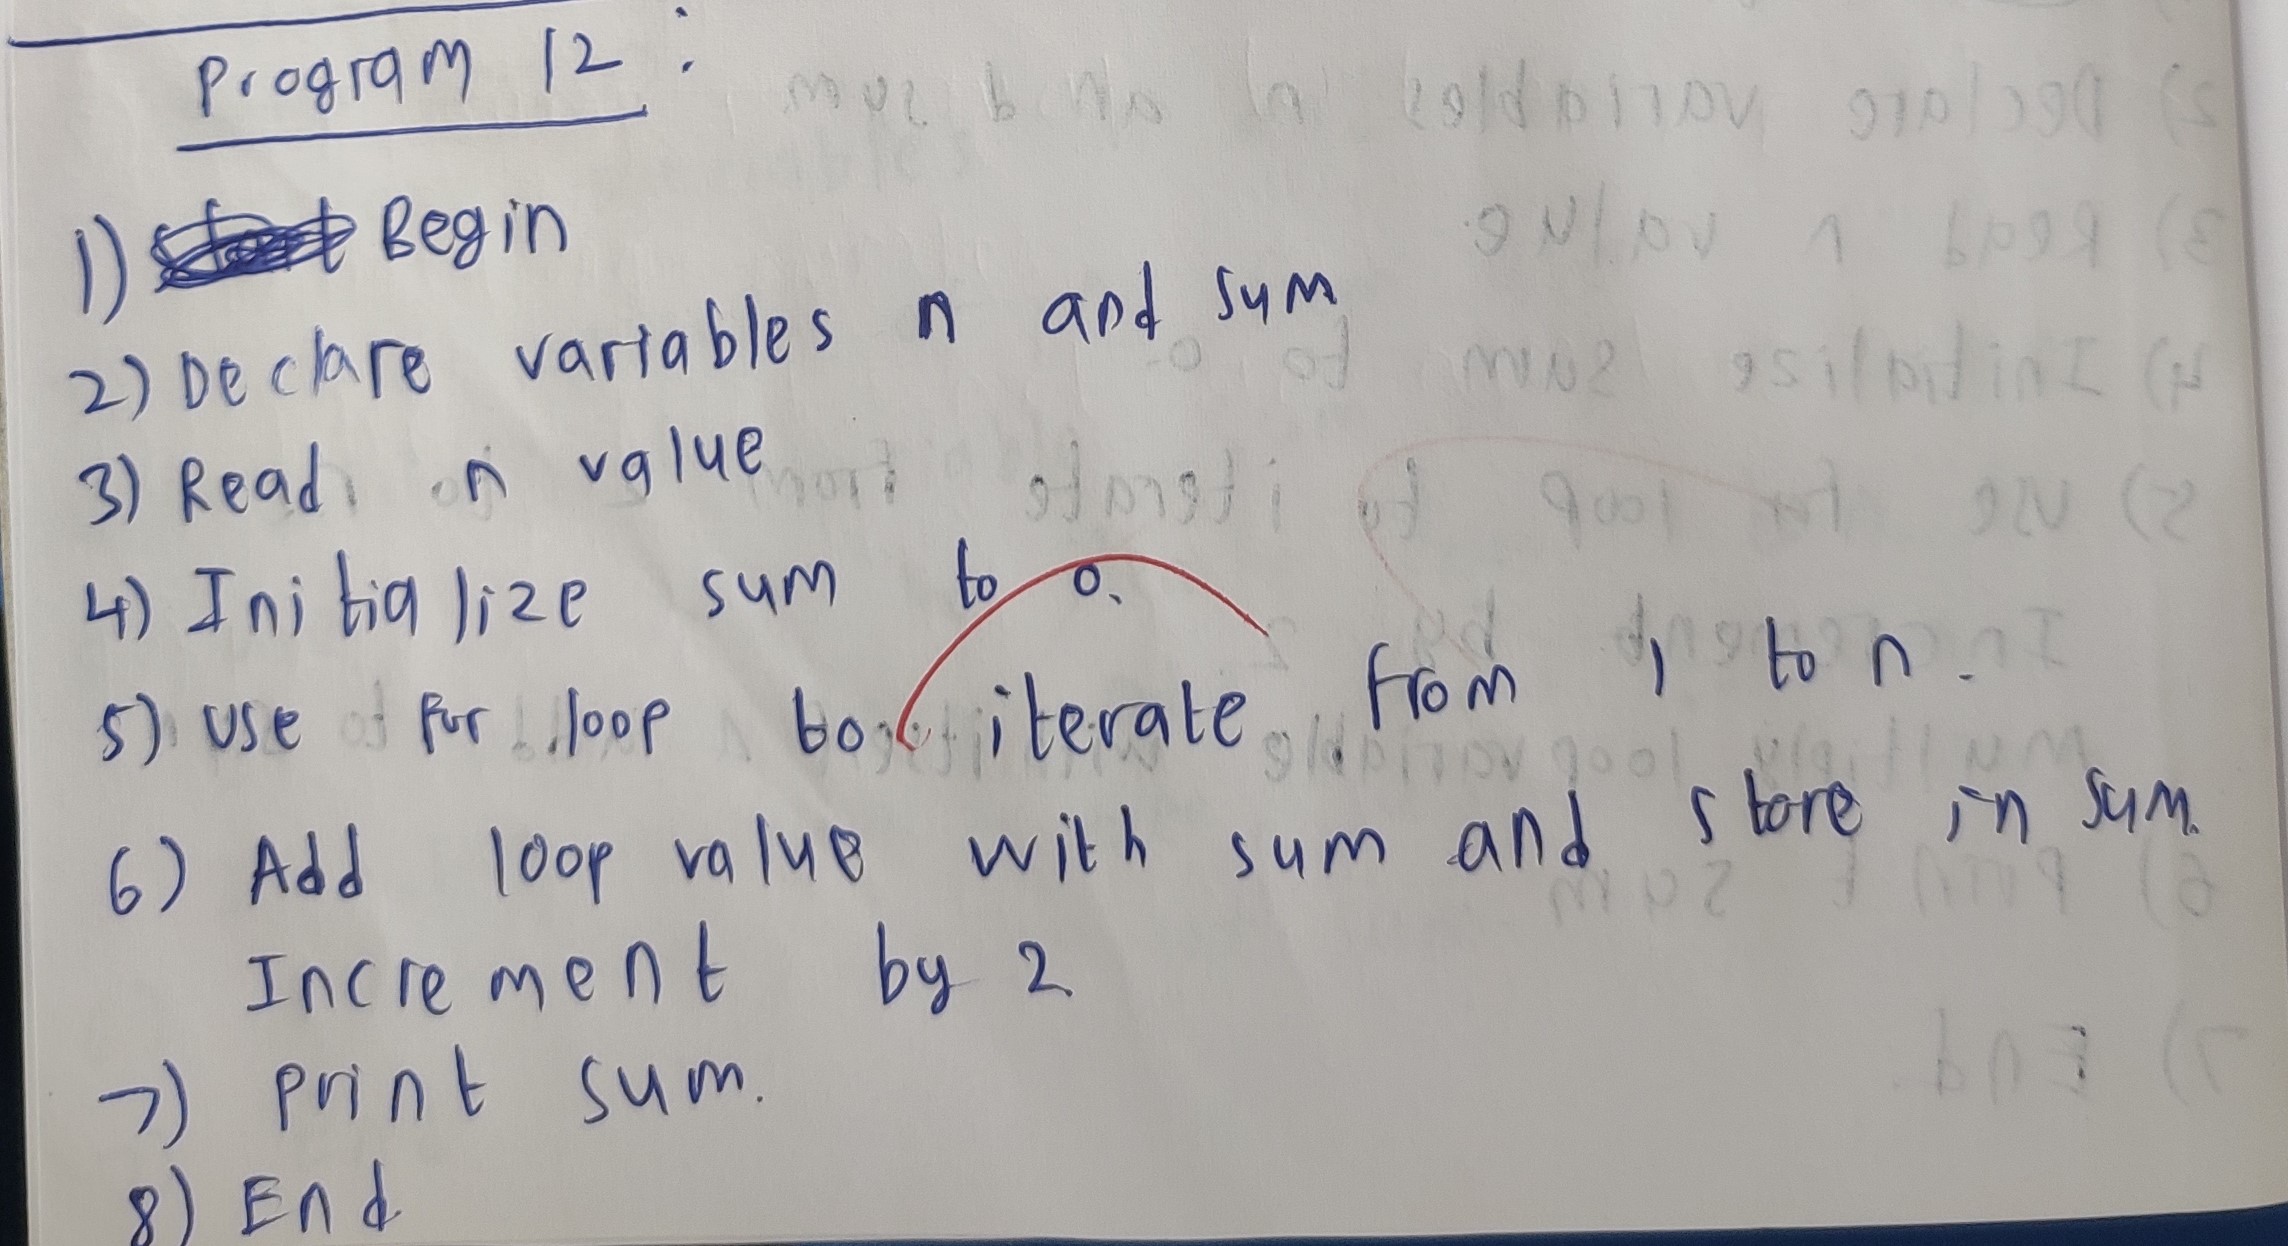 Program 12 :
1) Begin
2) Declare variables n and sum
3) Read n value
4) Initialize sum to 0.
5) use for loop to iterate from 1 to n.
6) Add loop value with sum and store in sum.
Increment by 2
7) print sum.
8) End